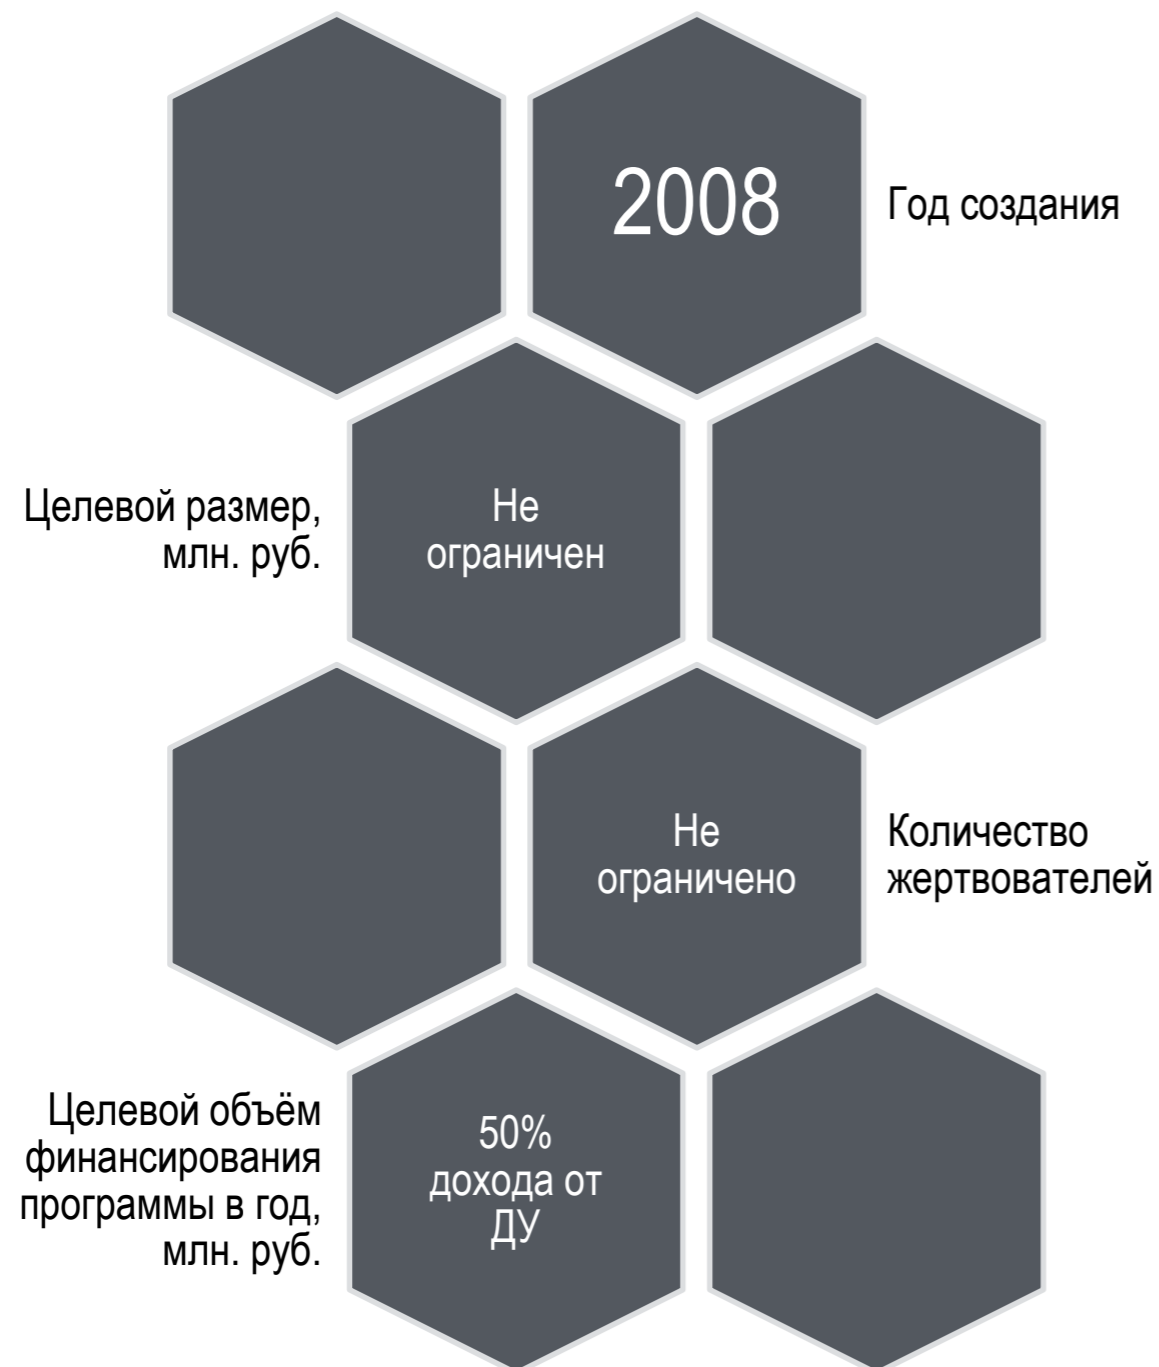 2008
Год создания
Целевой размер,
млн. руб.
Не
ограничен
Не
ограничено
Количество
жертвователей
Целевой объём
финансирования
программы в год,
млн. руб.
50%
дохода от
ДУ